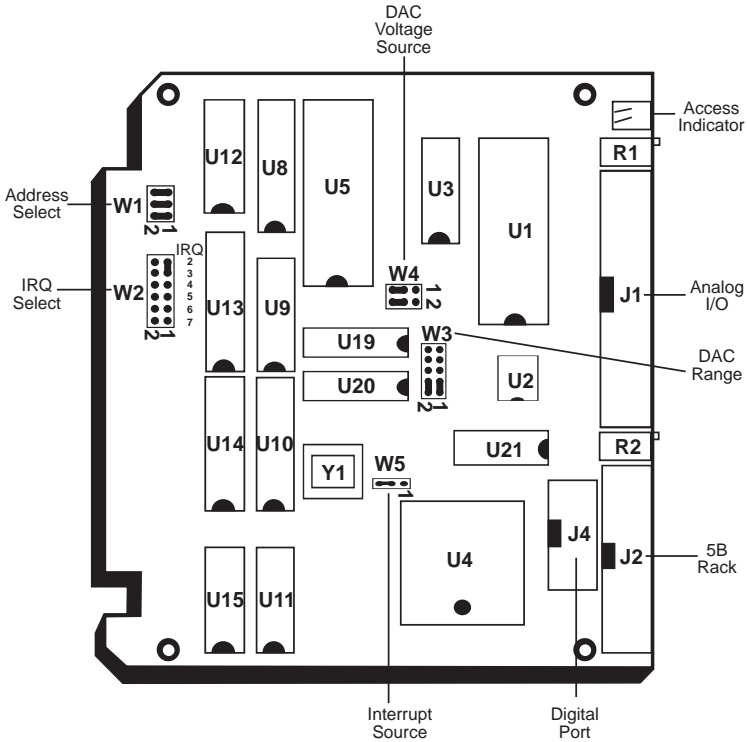 DAC
Voltage
Source
Access
Indicator
U12
U8
U5
U3
U1
R1
Address
Select
W1
1
2
IRQ
Select
W2
IRQ
2
3
4
5
6
7
2
1
U13
U9
W4
1
2
J1
Analog
I/O
U19
W3
U20
2
1
U2
DAC
Range
U14
U10
Y1
W5
1
U21
R2
U4
J4
J2
5B
Rack
U15
U11
Interrupt
Source
Digital
Port